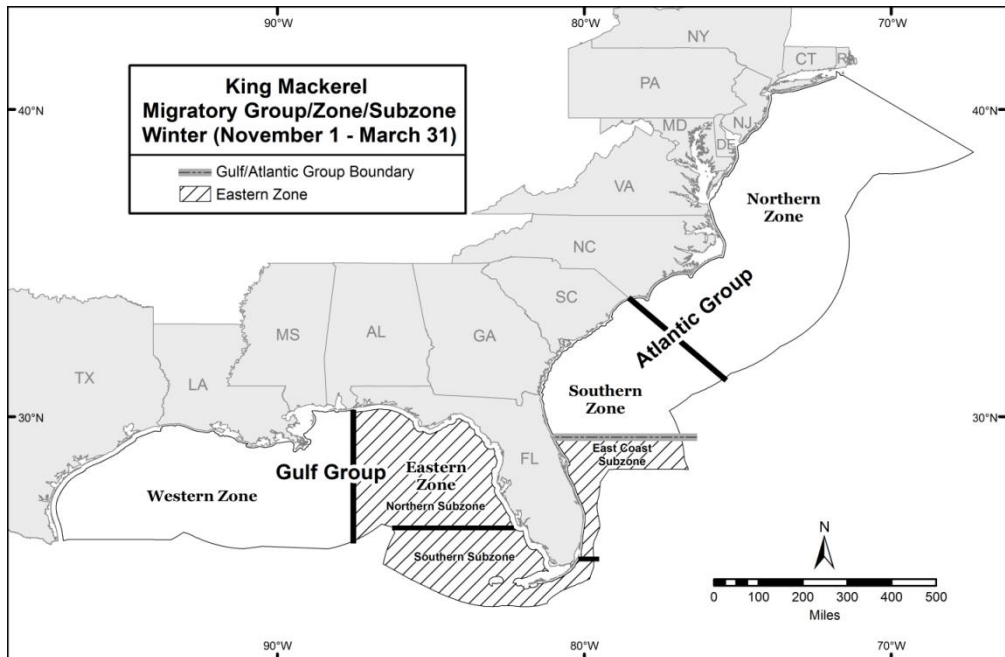 90°W
80°W
70°W
King Mackerel
Migratory Group/Zone/Subzone
Winter (November 1 - March 31)
Gulf/Atlantic Group Boundary
Eastern Zone
40°N
40°N
NY
CT
RI
PA
NJ
MD
DE
VA
Northern
Zone
NC
SC
Atlantic Group
MS
AL
GA
TX
LA
Southern
Zone
30°N
30°N
East Coast
Subzone
FL
Gulf Group
Eastern
Zone
Western Zone
Northern Subzone
Southern Subzone
N
0 100 200 300 400 500
Miles
90°W
80°W
70°W